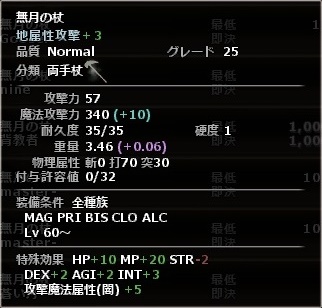 無月の杖
地属性攻撃+3
品質 Normal グレード 25
分類 両手杖
攻撃力 57
魔法攻撃力 340 (+10)
耐久度 35/35 硬度 1
重量 3.46 (+0.06)
物理属性 斬0 打70 突30
付与許容値 0/32
装備条件 全種族
MAG PRI BIS CLO ALC
Lv 60～
特殊効果 HP+10 MP+20 STR-2
DEX+2 AGI+2 INT+3
攻撃魔法属性(闇) +5